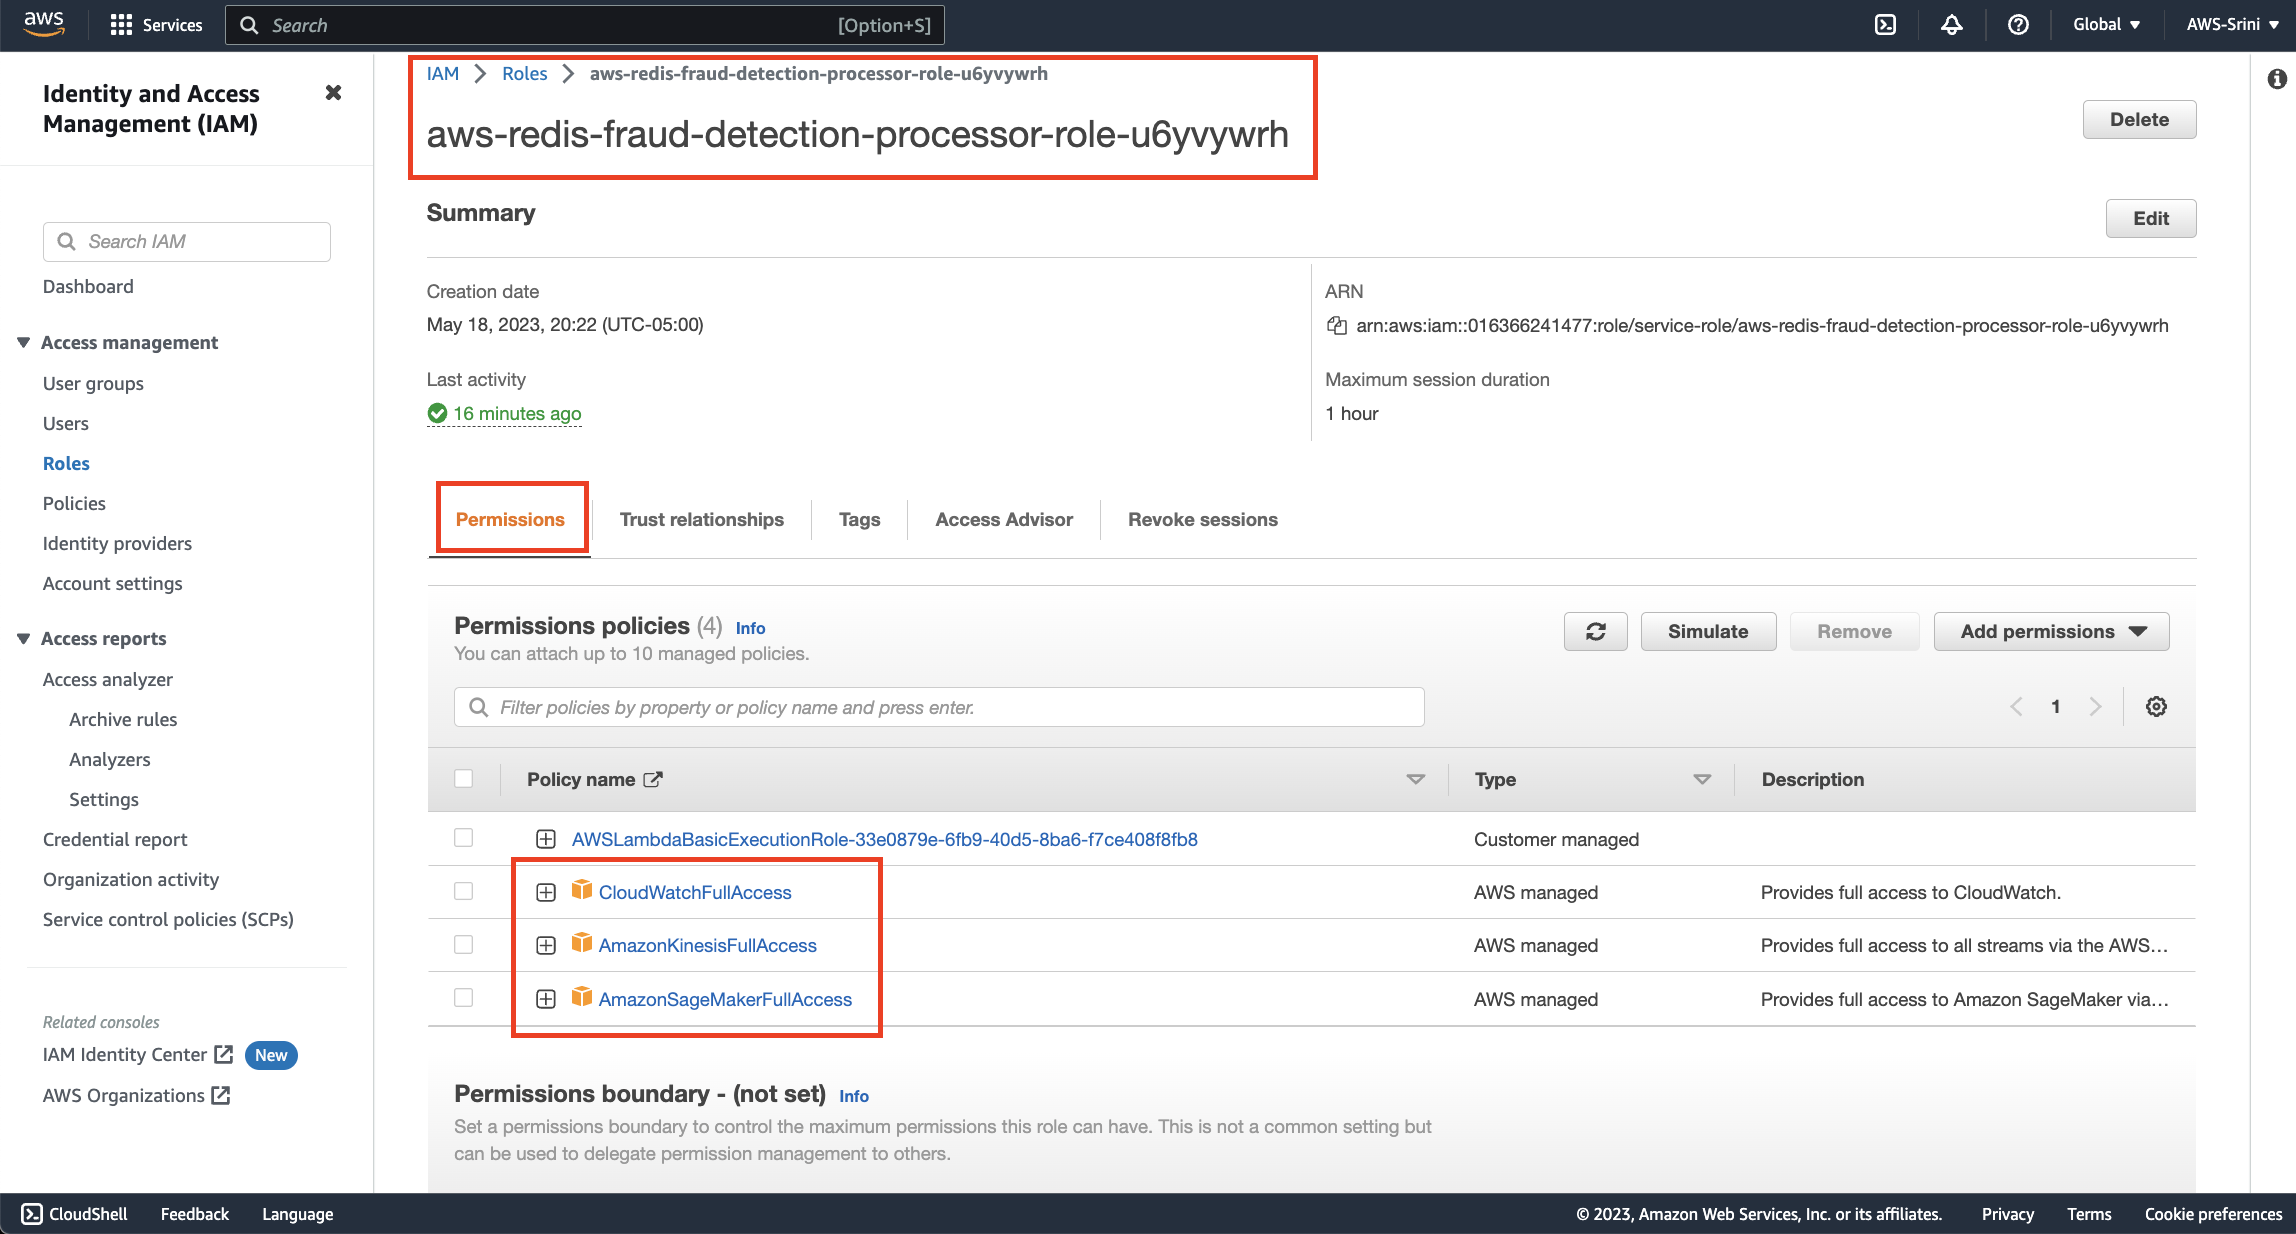 aws
Services
Search
[Option+S]
Global
AWS-Srini
Identity and Access
Management (IAM)
Search IAM
Dashboard
Access management
User groups
Users
Roles
Policies
Identity providers
Account settings
Access reports
Access analyzer
Archive rules
Analyzers
Settings
Credential report
Organization activity
Service control policies (SCPs)
Related consoles
IAM Identity Center New
AWS Organizations
IAM Roles aws-redis-fraud-detection-processor-role-u6yvywrh
aws-redis-fraud-detection-processor-role-u6yvywrh
Delete
Summary
Edit
Creation date
May 18, 2023, 20:22 (UTC-05:00)
ARN
arn:aws:iam::016366241477:role/service-role/aws-redis-fraud-detection-processor-role-u6yvywrh
Last activity
16 minutes ago
Maximum session duration
1 hour
Permissions
Trust relationships
Tags
Access Advisor
Revoke sessions
Permissions policies (4) Info
You can attach up to 10 managed policies.
Simulate
Remove
Add permissions
Filter policies by property or policy name and press enter.
1
Policy name
Type
Description
AWSLambdaBasicExecutionRole-33e0879e-6fb9-40d5-8ba6-f7ce408f8fb8
Customer managed
CloudWatchFullAccess
AWS managed
Provides full access to CloudWatch.
AmazonKinesisFullAccess
AWS managed
Provides full access to all streams via the AWS…
AmazonSageMakerFullAccess
AWS managed
Provides full access to Amazon SageMaker via…
Permissions boundary - (not set) Info
Set a permissions boundary to control the maximum permissions this role can have. This is not a common setting but
can be used to delegate permission management to others.
CloudShell
Feedback
Language
© 2023, Amazon Web Services, Inc. or its affiliates.
Privacy
Terms
Cookie preferences